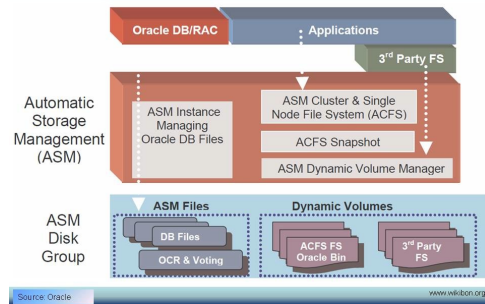 Oracle DB/RAC
Applications
3rd Party FS
Automatic
Storage
Management
(ASM)
ASM Instance
Managing
Oracle DB Files
ASM Cluster & Single
Node File System (ACFS)
ACFS Snapshot
ASM Dynamic Volume Manager
ASM
Disk
Group
ASM Files
DB Files
OCR & Voting
Dynamic Volumes
ACFS FS
Oracle Bin
3rd Party
FS
Source: Oracle
www.wikibon.org